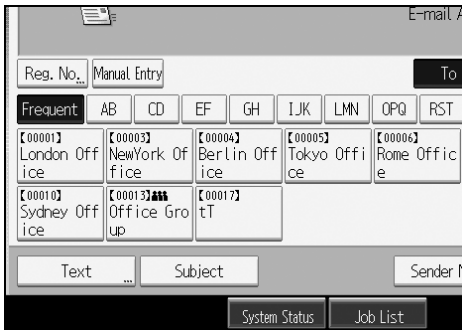 E-mail A
Reg. No. Manual Entry To
Frequent AB CD EF GH IJK LMN OPQ RST
【00001】 【00003】 【00004】 【00005】 【00006】
London Off NewYork Of Berlin Off Tokyo Offi Rome Offic
ice ffice ice ce e
【00010】 【00013】 【00017】
Sydney Off Office Gro tT
ice up
Text Subject Sender N
System Status Job List